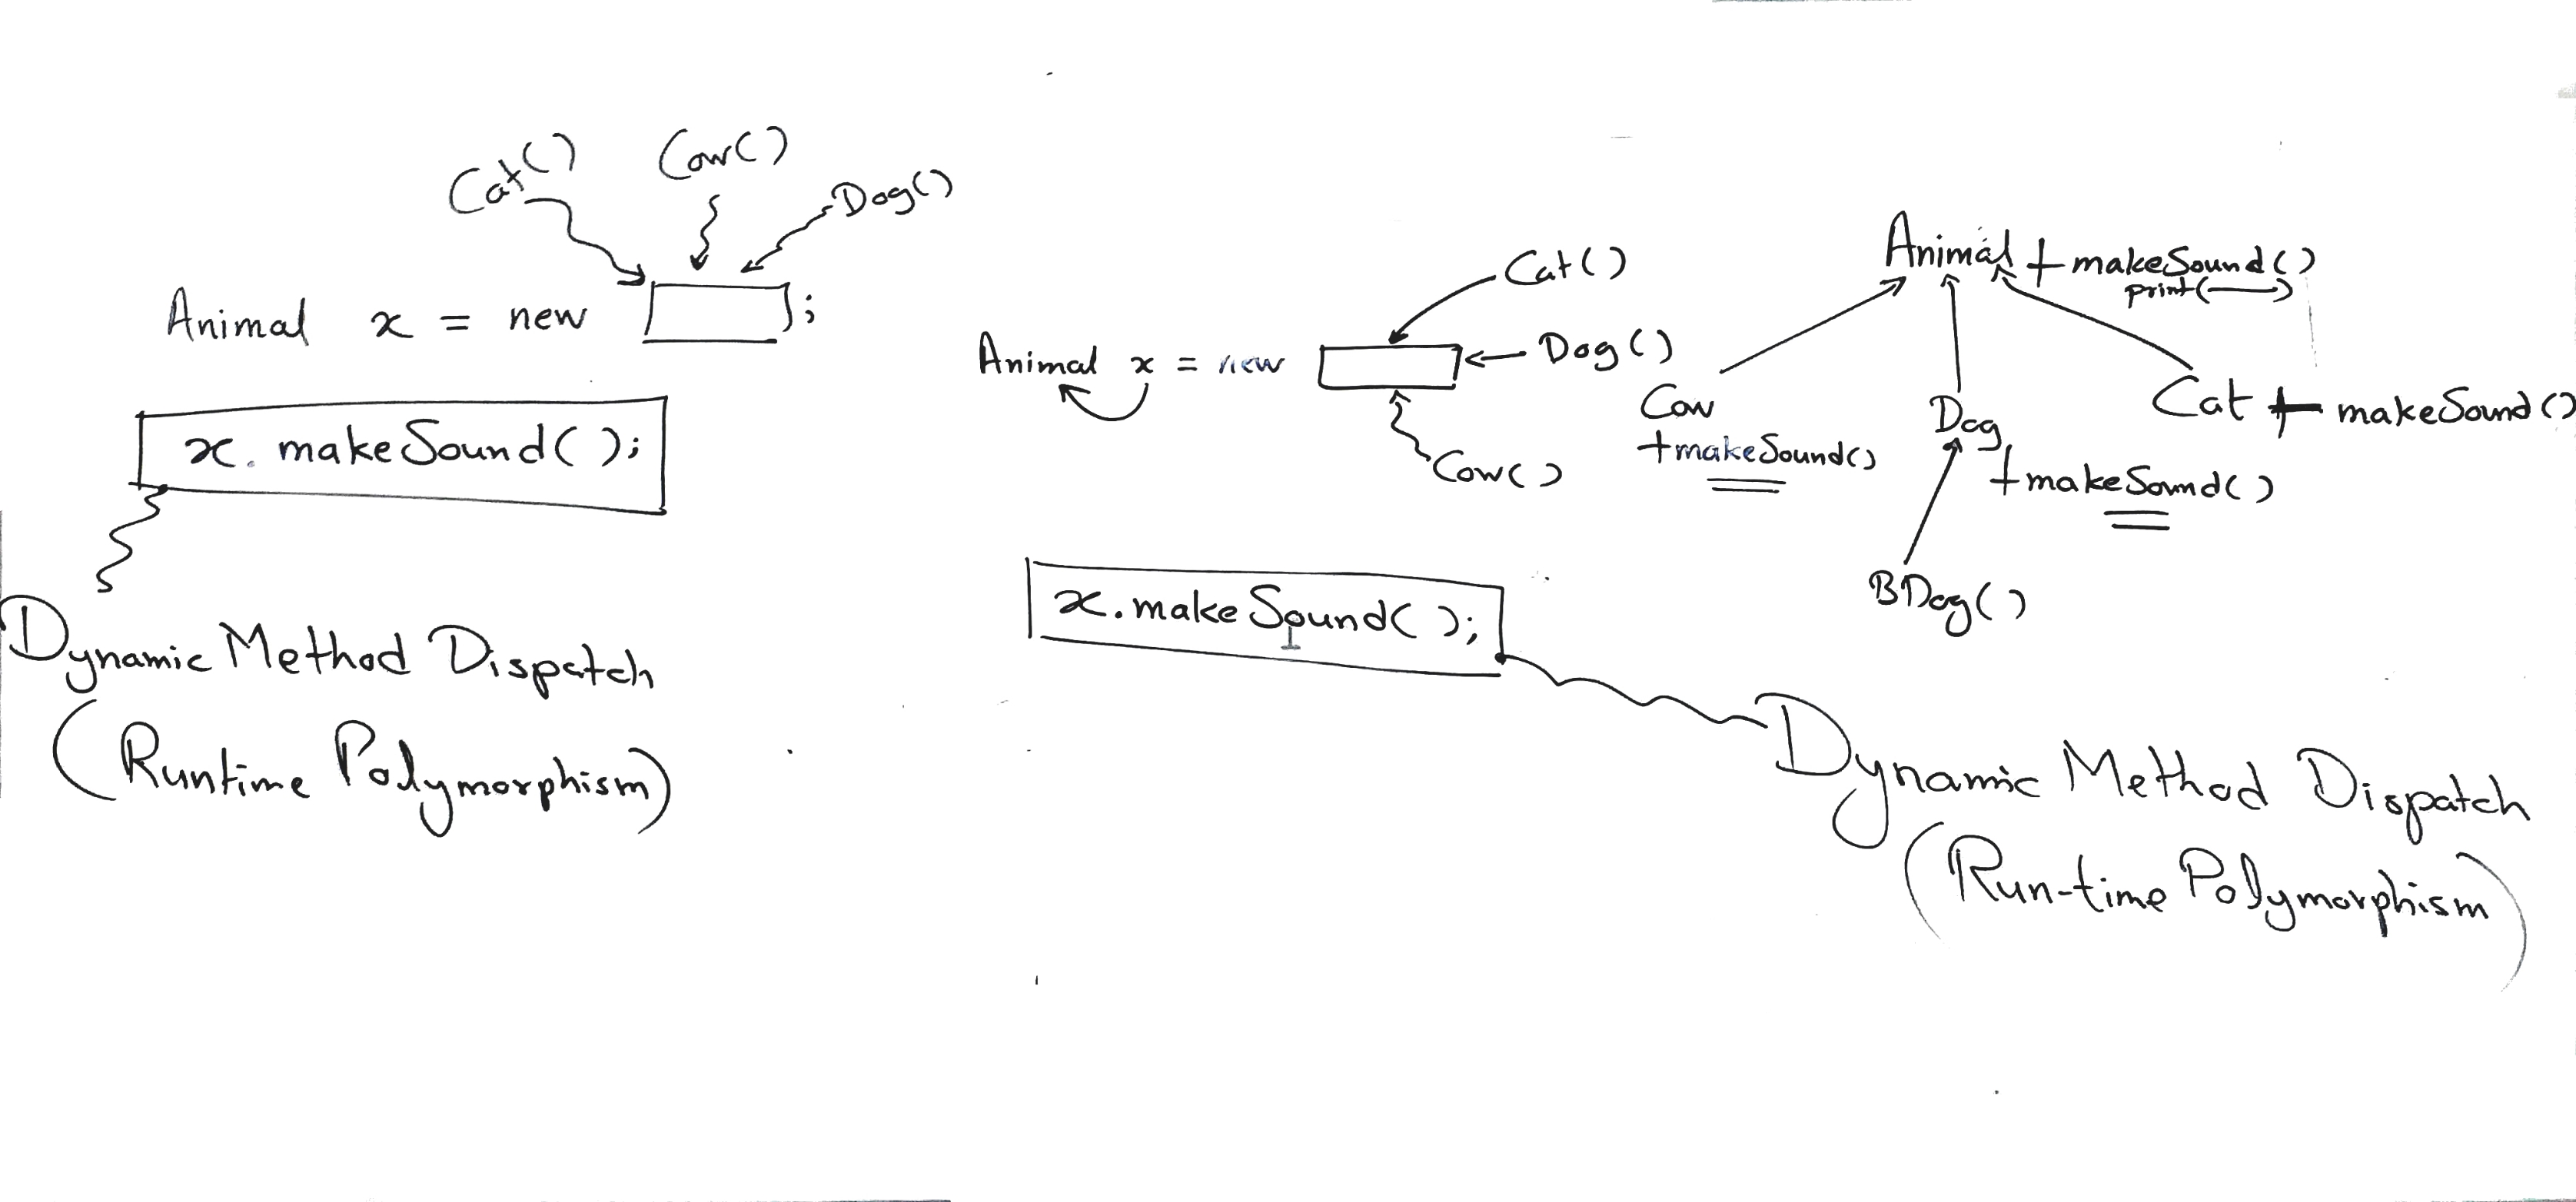 Cat()
Cow()
Dog()
Animal x = new ();
x. makeSound();
Dynamic Method Dispatch
(Runtime Polymorphism)
Cat()
Animal x = new
Dog()
Cow()
x.makeSound();
Animal + makeSound()
print( )
Cow
+makeSound()
Dog
+makeSound()
Cat + makeSound()
BDog()
Dynamic Method Dispatch
(Run-time Polymorphism)